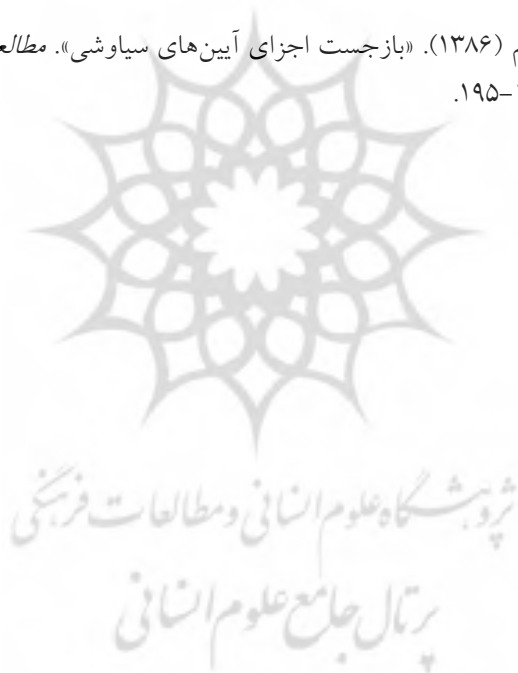 م (۱۳۸۶). «بازجست اجزای آیین‌های سیاوشی». مطالع
۱۹۵-
پژوهشگاه علوم انسانی و مطالعات فرهنگی
پرتال جامع علوم انسانی